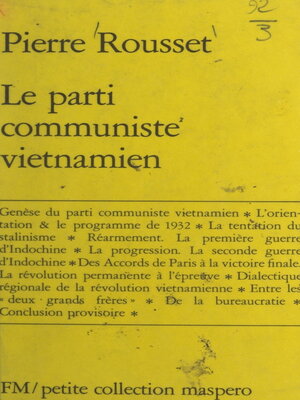 92
3
Pierre Rousset
Le parti
communiste
vietnamien
Genèse du parti communiste vietnamien * L'orien-
tation & le programme de 1932 * La tentation du
stalinisme * Réarmement. La première guerre
d'Indochine * La progression. La seconde guerre
d'Indochine * Des Accords de Paris à la victoire finale.
La révolution permanente à l'épreuve * Dialectique
régionale de la révolution vietnamienne * Entre les
« deux grands frères » * De la bureaucratie *
Conclusion provisoire *
FM/petite collection maspero